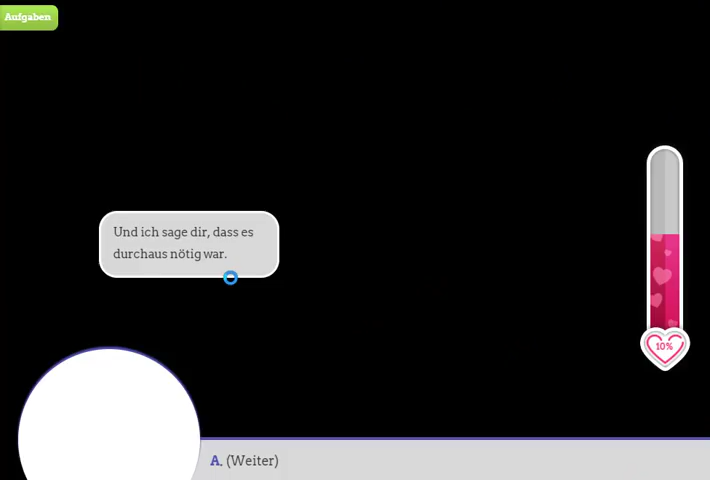 Aufgaben
Und ich sage dir, dass es
durchaus nötig war.
10%
A. (Weiter)